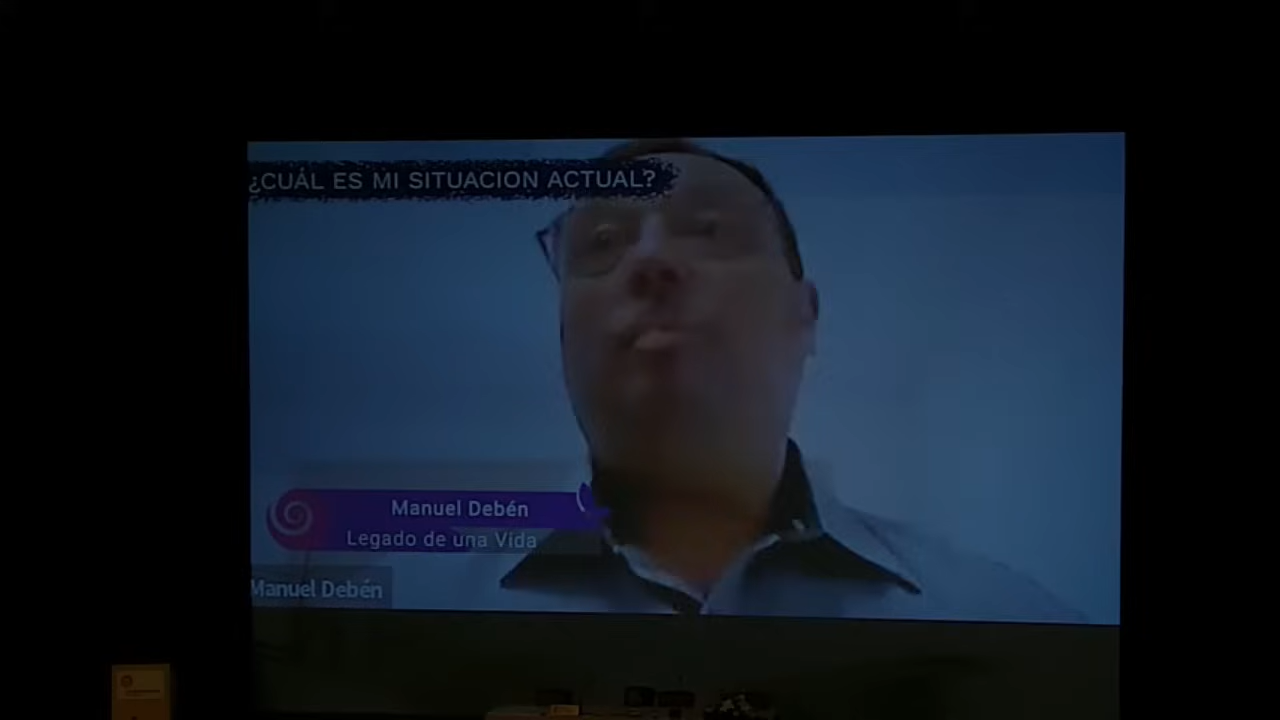 ¿CUÁL ES MI SITUACION ACTUAL?
Manuel Debén
Legado de una Vida
Manuel Debén